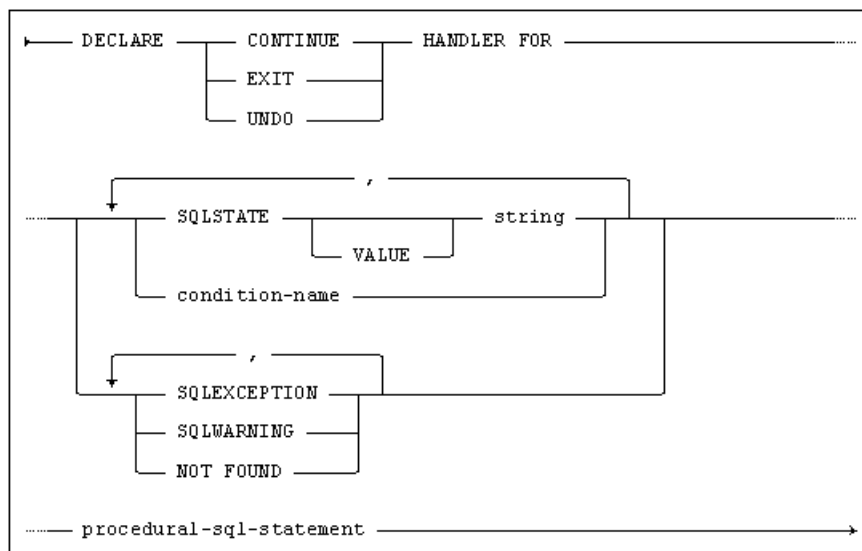 DECLARE CONTINUE HANDLER FOR
EXIT
UNDO
,
SQLSTATE string
VALUE
condition-name
,
SQLEXCEPTION
SQLWARNING
NOT FOUND
procedural-sql-statement